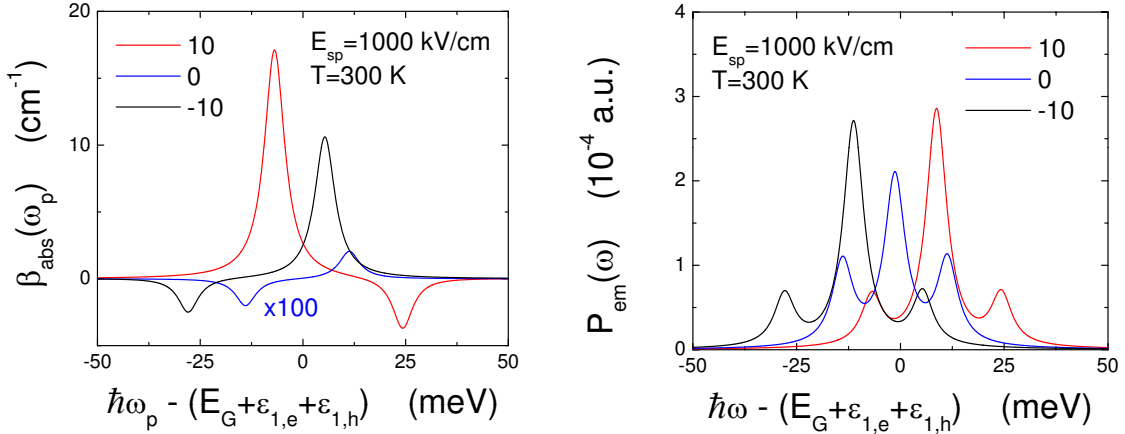 10
0
-10
E_sp=1000 kV/cm
T=300 K
x100
20
10
0
-50
-25
0
25
50
β_abs(ω_p) (cm^-1)
ℏω_p - (E_G+ε_1,e+ε_1,h) (meV)
E_sp=1000 kV/cm
T=300 K
10
0
-10
4
3
2
1
0
-50
-25
0
25
50
P_em(ω) (10^-4 a.u.)
ℏω - (E_G+ε_1,e+ε_1,h) (meV)